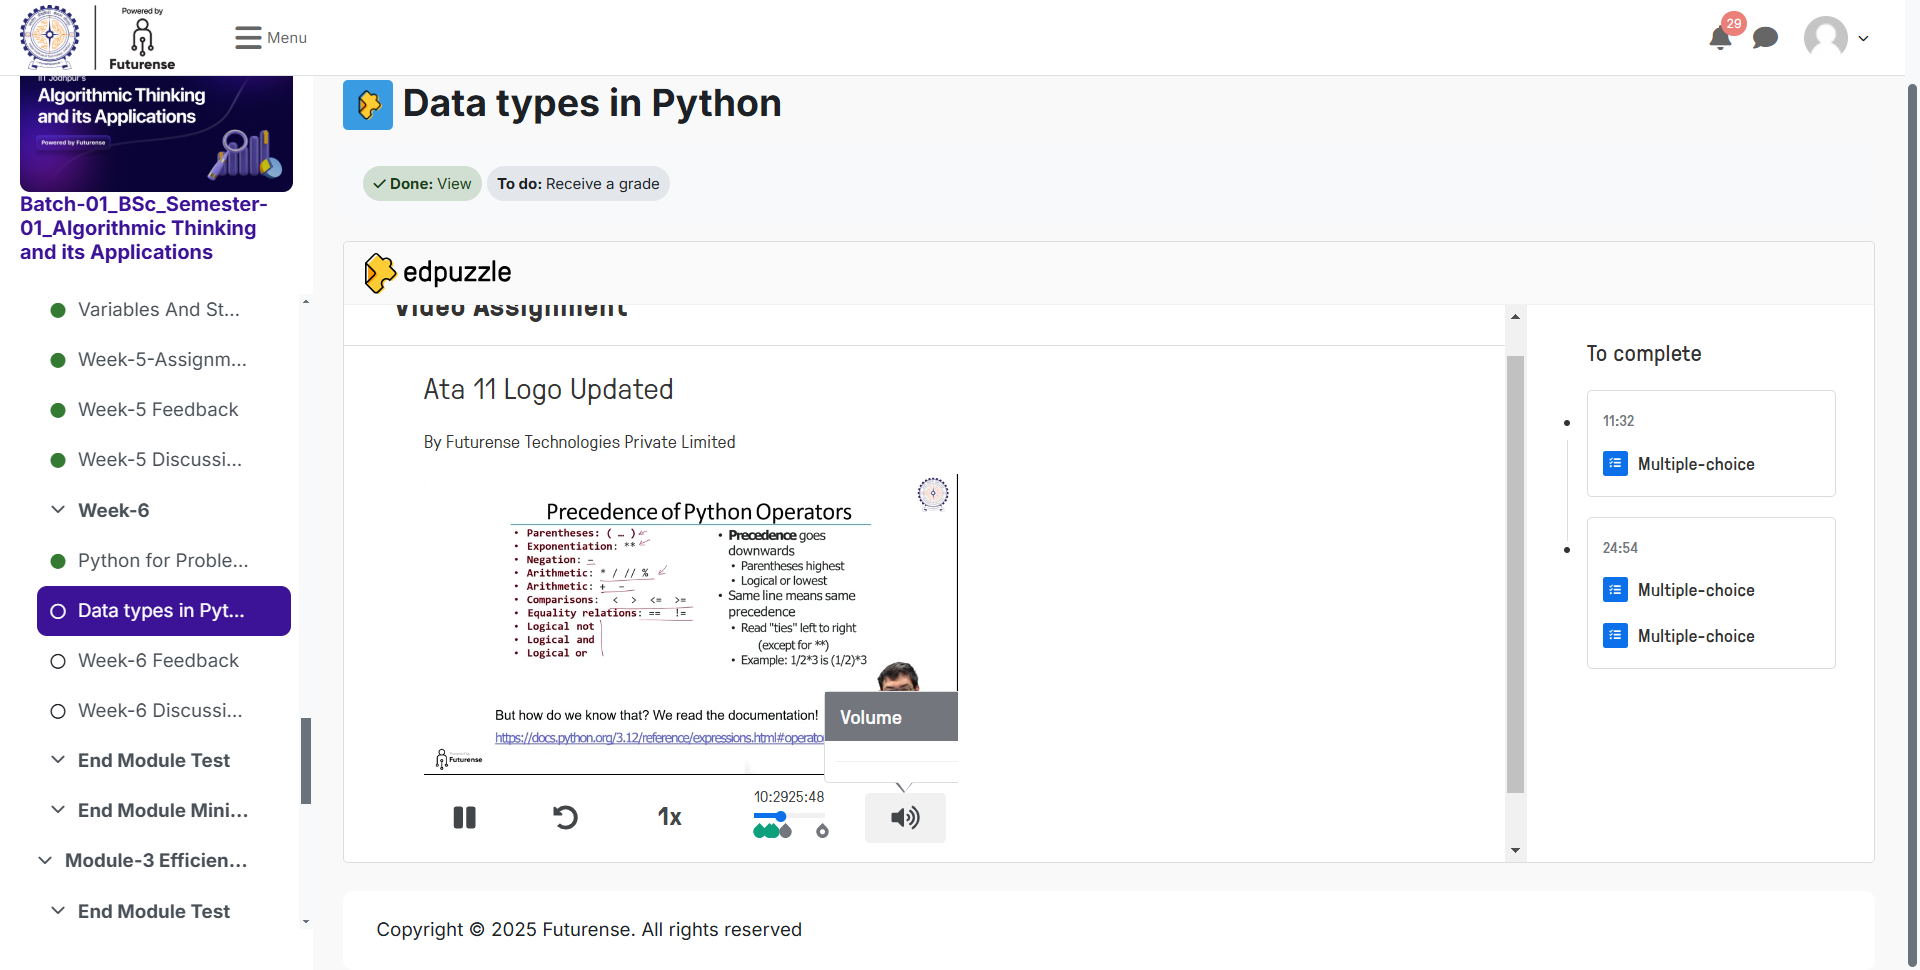 Powered by
Futurense
Menu
29
IIT Jodhpur's
Algorithmic Thinking
and its Applications
Powered by Futurense
Batch-01_BSc_Semester-
01_Algorithmic Thinking
and its Applications
Variables And St...
Week-5-Assignm...
Week-5 Feedback
Week-5 Discussi...
Week-6
Python for Proble...
Data types in Pyt...
Week-6 Feedback
Week-6 Discussi...
End Module Test
End Module Mini...
Module-3 Efficien...
End Module Test
Data types in Python
Done: View
To do: Receive a grade
edpuzzle
Video Assignment
Ata 11 Logo Updated
By Futurense Technologies Private Limited
Precedence of Python Operators
• Parentheses: ( … )
• Exponentiation: **
• Negation: -
• Arithmetic: * / // %
• Arithmetic: + -
• Comparisons: < > <= >=
• Equality relations: == !=
• Logical not
• Logical and
• Logical or
• Precedence goes
downwards
• Parentheses highest
• Logical or lowest
• Same line means same
precedence
• Read "ties" left to right
(except for **)
• Example: 1/2*3 is (1/2)*3
But how do we know that? We read the documentation!
https://docs.python.org/3.12/reference/expressions.html#operato
Futurense
Volume
1x
10:2925:48
To complete
11:32
Multiple-choice
24:54
Multiple-choice
Multiple-choice
Copyright © 2025 Futurense. All rights reserved